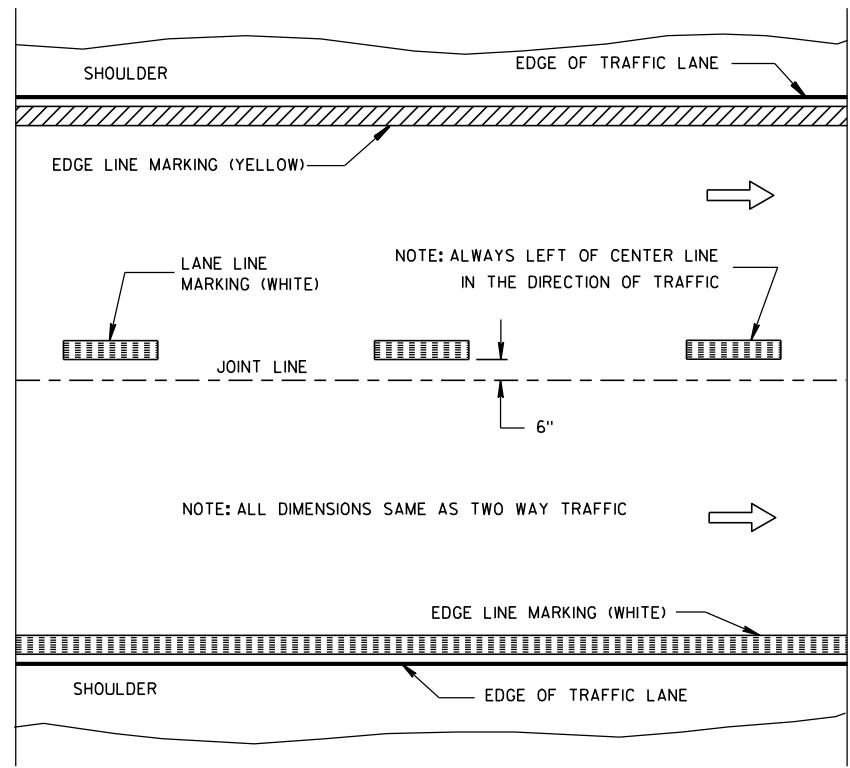 SHOULDER
EDGE OF TRAFFIC LANE
EDGE LINE MARKING (YELLOW)
LANE LINE
MARKING (WHITE)
NOTE: ALWAYS LEFT OF CENTER LINE
IN THE DIRECTION OF TRAFFIC
JOINT LINE
6"
NOTE: ALL DIMENSIONS SAME AS TWO WAY TRAFFIC
EDGE LINE MARKING (WHITE)
SHOULDER
EDGE OF TRAFFIC LANE